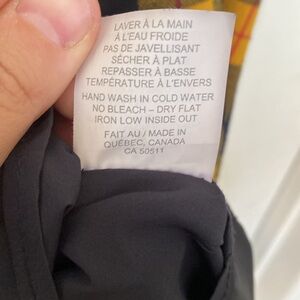 LAVER À LA MAIN
À L'EAU FROIDE
PAS DE JAVELLISANT
SÉCHER À PLAT
REPASSER À BASSE
TEMPÉRATURE À L'ENVERS
HAND WASH IN COLD WATER
NO BLEACH – DRY FLAT
IRON LOW INSIDE OUT
FAIT AU / MADE IN
QUÉBEC, CANADA
CA 50511